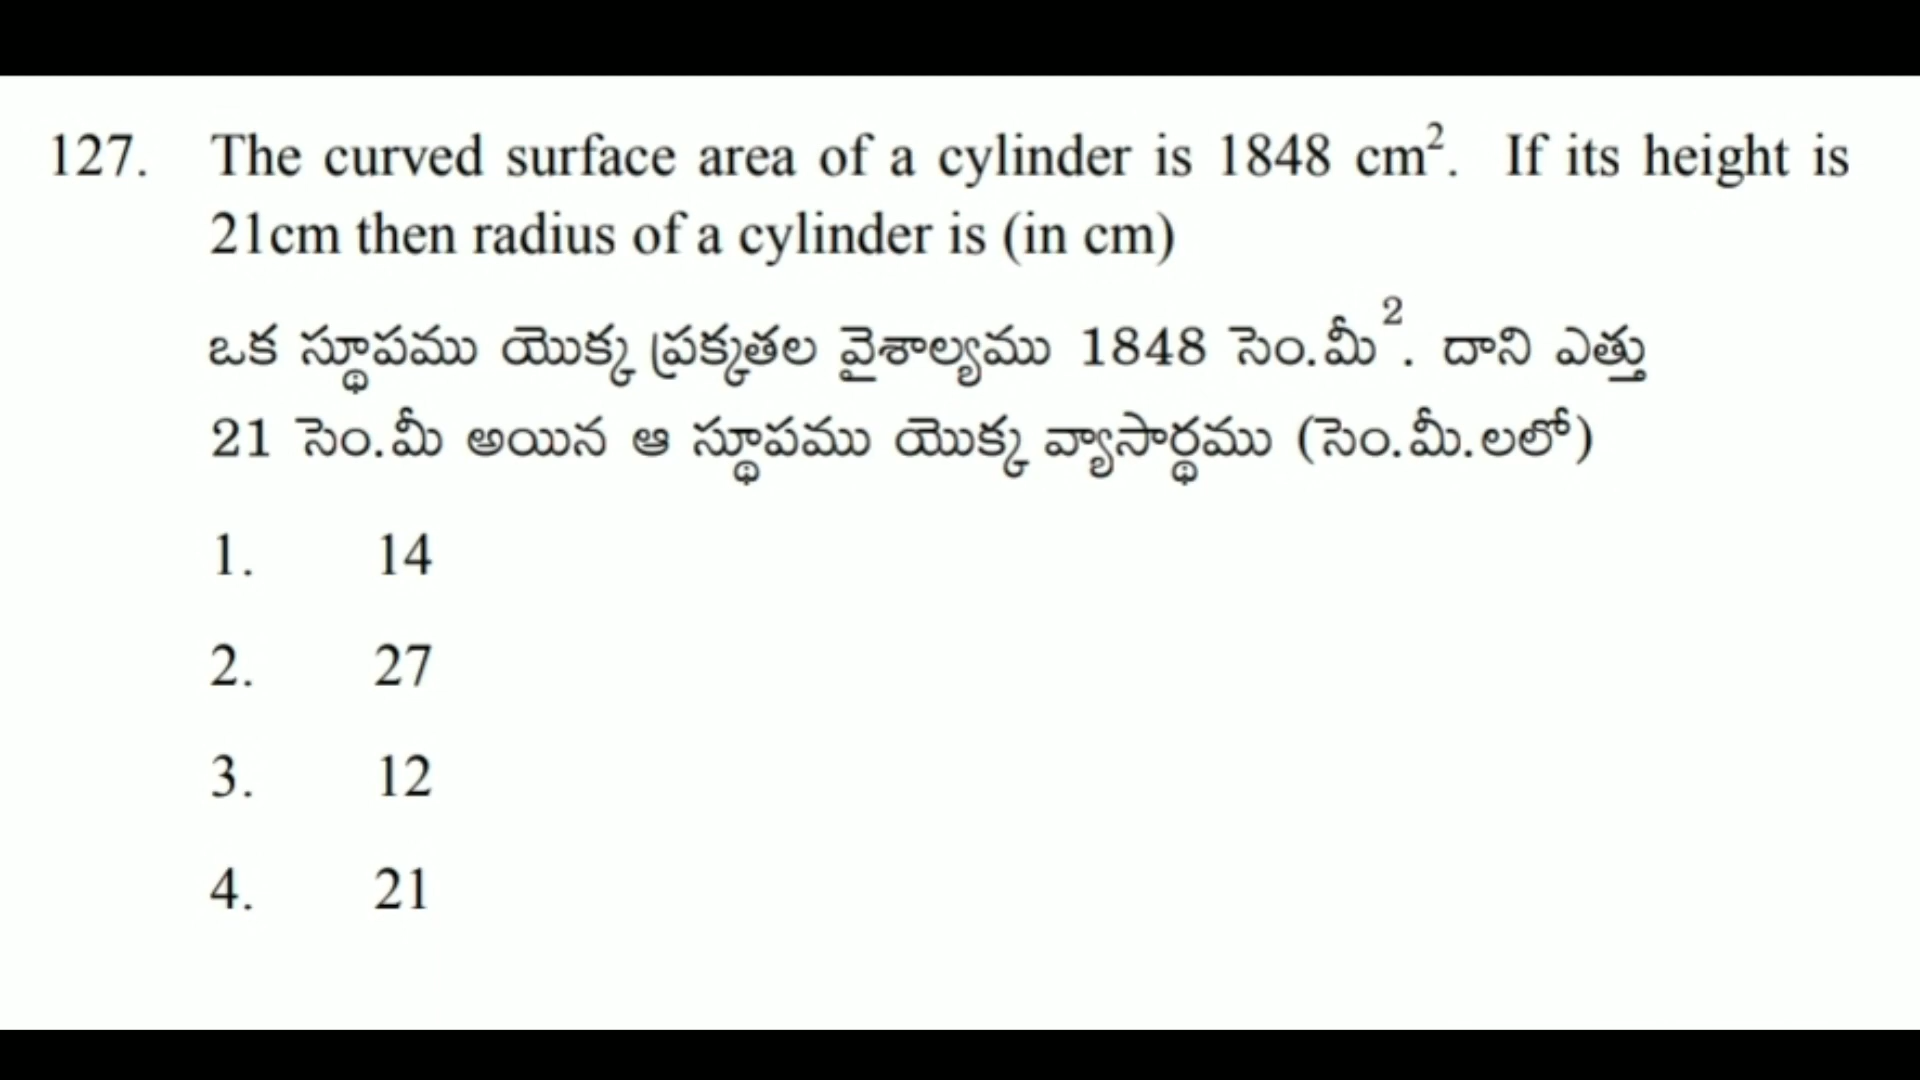 127. The curved surface area of a cylinder is 1848 cm². If its height is
21cm then radius of a cylinder is (in cm)
ఒక స్థూపము యొక్క ప్రక్కతల వైశాల్యము 1848 సెం.మీ². దాని ఎత్తు
21 సెం.మీ అయిన ఆ స్థూపము యొక్క వ్యాసార్థము (సెం.మీ.లలో)
1. 14
2. 27
3. 12
4. 21